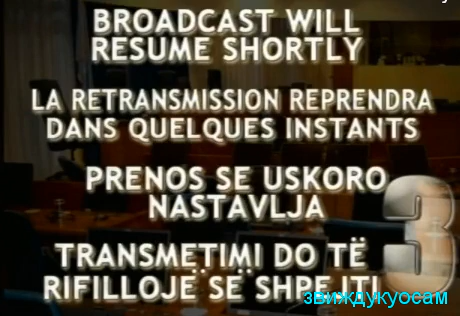 BROADCAST WILL
RESUME SHORTLY
LA RETRANSMISSION REPRENDRA
DANS QUELQUES INSTANTS
PRENOS SE USKORO
NASTAVLJA
TRANSMETIMI DO TË
RIFILLOJË SË SHPEJTI
3
звиждукуосам